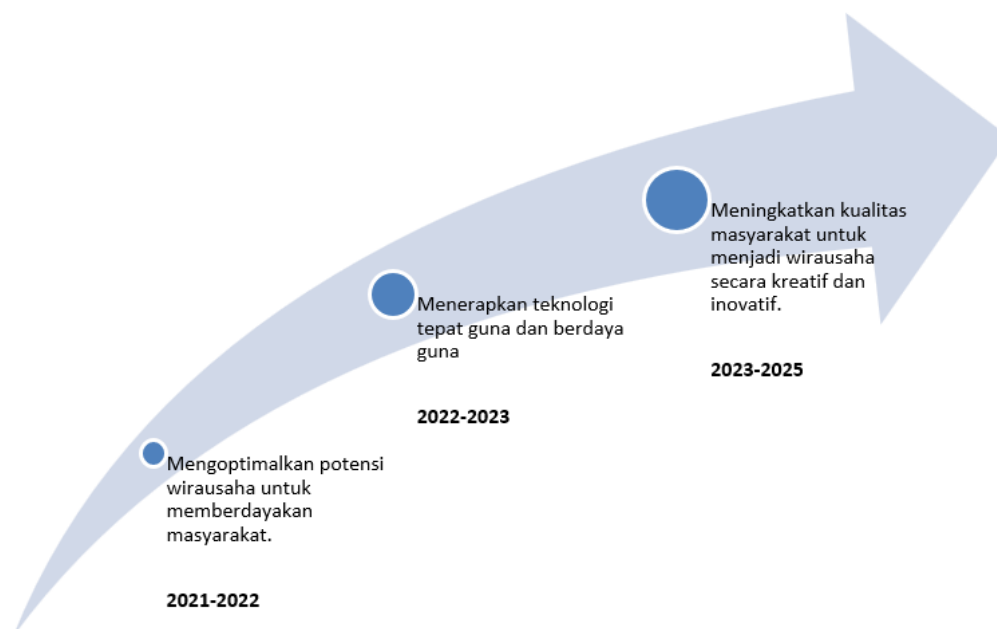 Mengoptimalkan potensi
wirausaha untuk
memberdayakan
masyarakat.
2021-2022
Menerapkan teknologi
tepat guna dan berdaya
guna
2022-2023
Meningkatkan kualitas
masyarakat untuk
menjadi wirausaha
secara kreatif dan
inovatif.
2023-2025